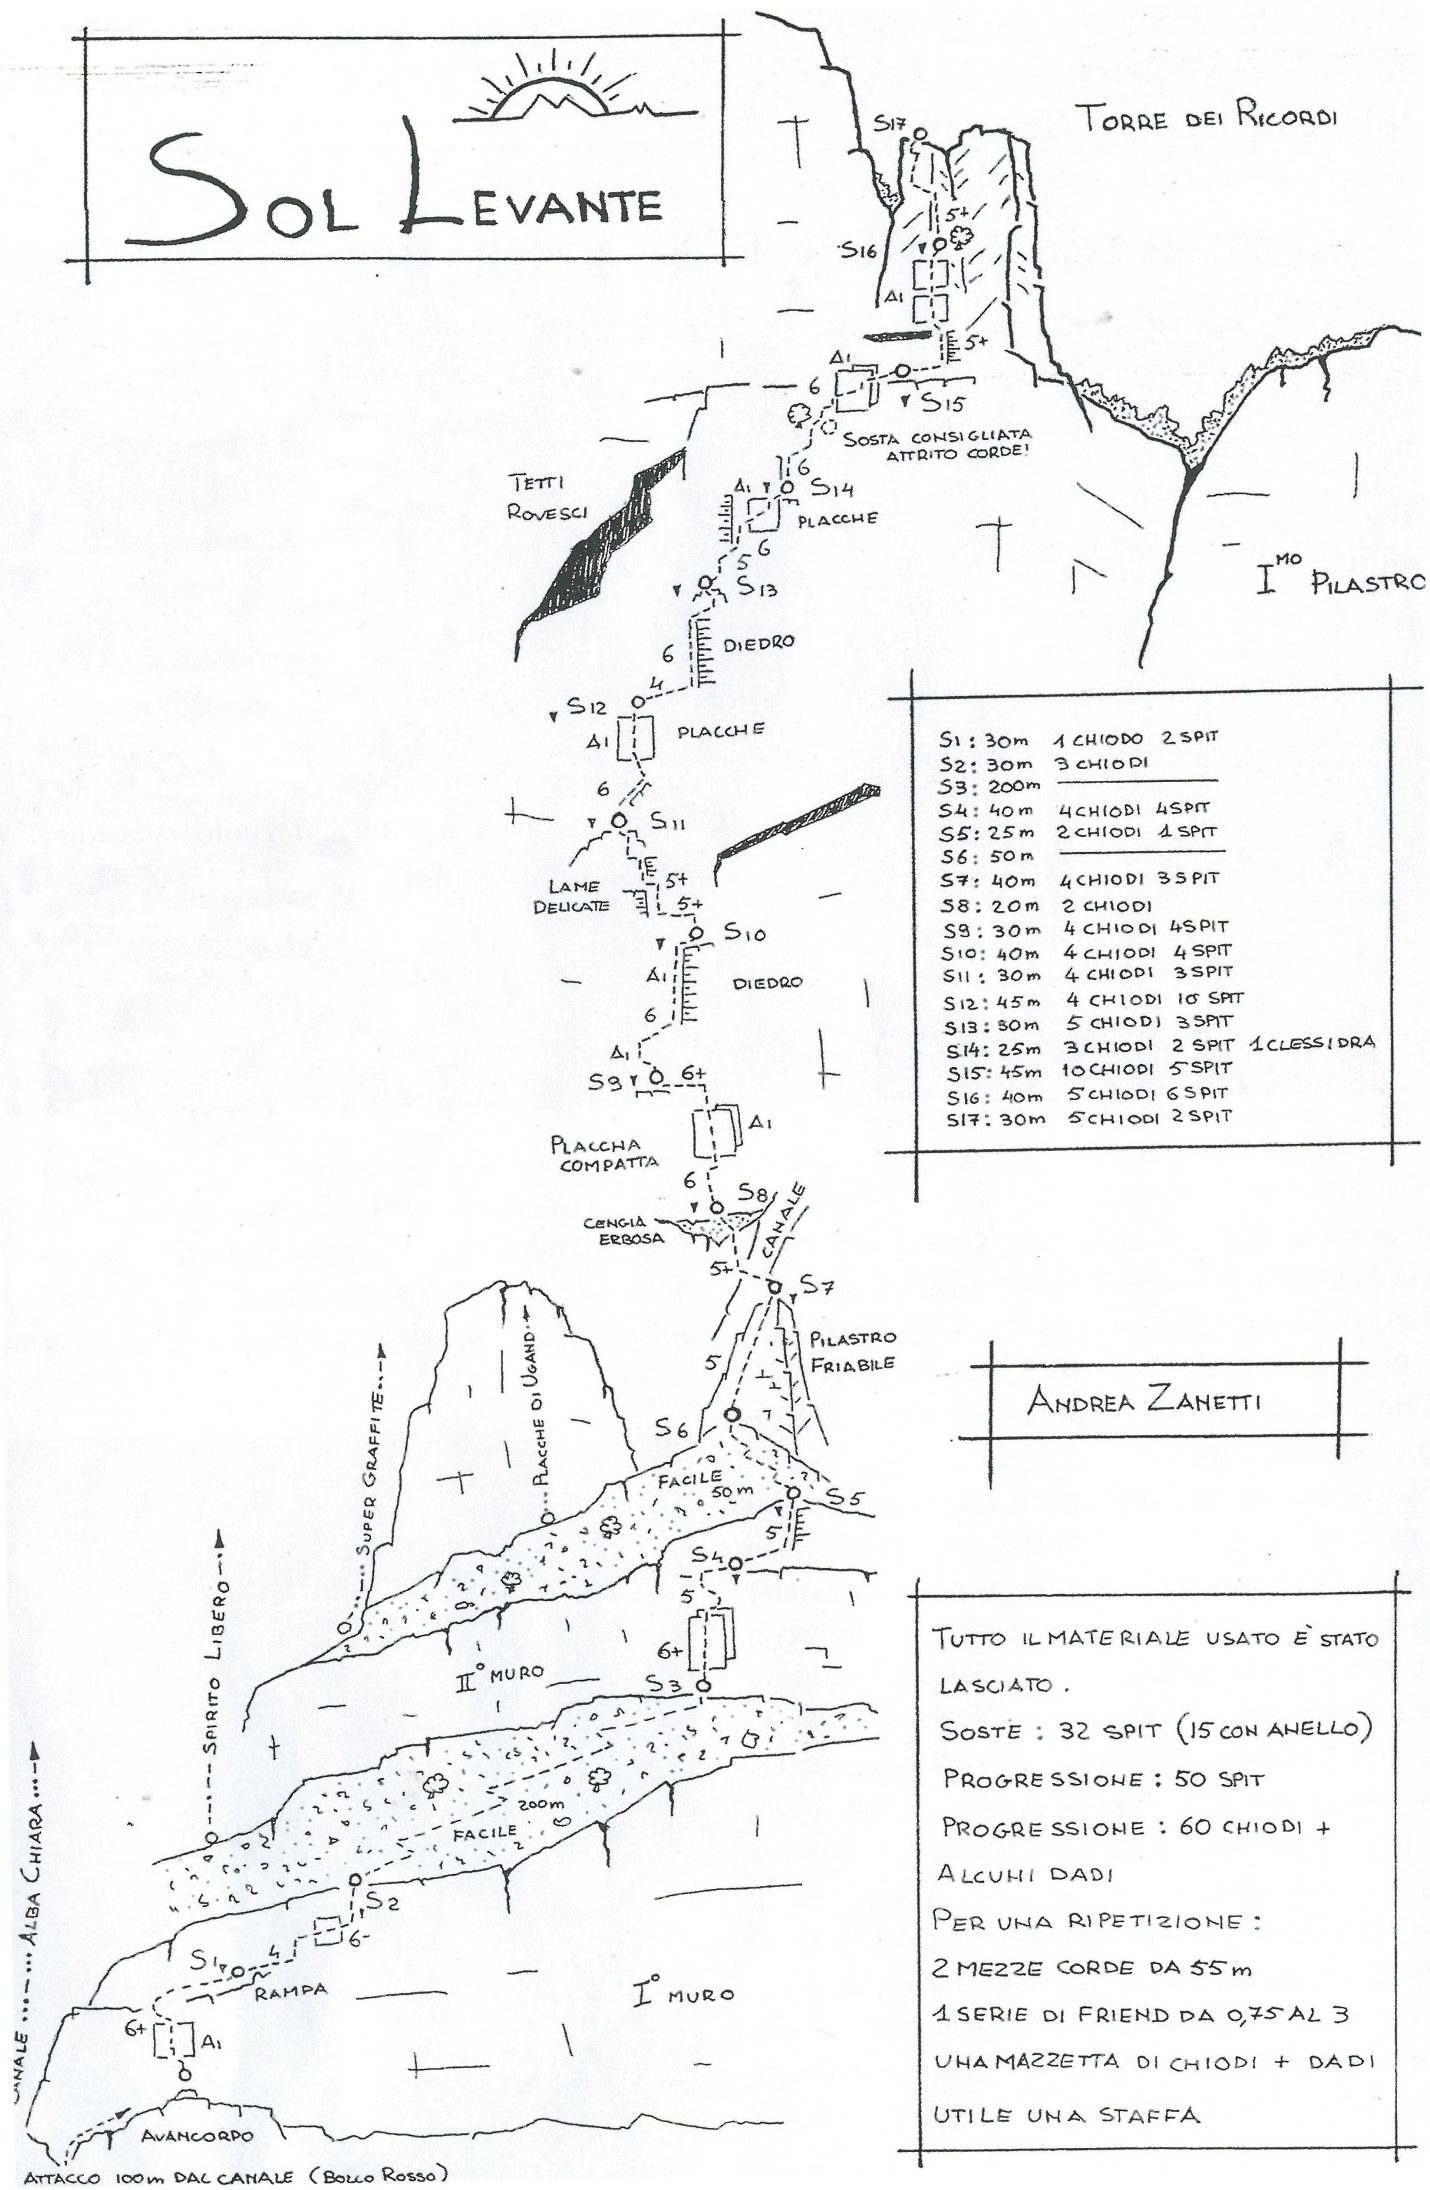 SOL LEVANTE
TORRE DEI RICORDI
S17
5+
S16
A1
5+
A1
6
S15
SOSTA CONSIGLIATA
ATTRITO CORDE!
6
TETTI
ROVESCI
A1
S14
PLACCHE
6
5
S13
I MO PILASTRO
DIEDRO
6
4
S12
A1
PLACCHE
6
S11
LAME
DELICATE
5+
5+
S10
A1
DIEDRO
6
A1
S9
6+
A1
PLACCHA
COMPATTA
6
S8
CANALE
CENGIA
ERBOSA
5+
S7
PILASTRO
FRIABILE
5
S6
FACILE
50m
S5
5
S4
5
6+
S3
S1: 30m 1 CHIODO 2 SPIT
S2: 30m 3 CHIODI
S3: 200m
S4: 40m 4 CHIODI 4 SPIT
S5: 25m 2 CHIODI 1 SPIT
S6: 50m
S7: 40m 4 CHIODI 3 SPIT
S8: 20m 2 CHIODI
S9: 30m 4 CHIODI 4 SPIT
S10: 40m 4 CHIODI 4 SPIT
S11: 30m 4 CHIODI 3 SPIT
S12: 45m 4 CHIODI 10 SPIT
S13: 30m 5 CHIODI 3 SPIT
S14: 25m 3 CHIODI 2 SPIT 1 CLESSIDRA
S15: 45m 10 CHIODI 5 SPIT
S16: 40m 5 CHIODI 6 SPIT
S17: 30m 5 CHIODI 2 SPIT
ANDREA ZANETTI
PLACCHE DI UGAND
SUPER GRAFFITE
SPIRITO LIBERO
ALBA CHIARA
CANALE
II° MURO
200m
FACILE
S2
6-
S1
4
RAMPA
I° MURO
6+
A1
AVANCORPO
ATTACCO 100m DAL CANALE (BOLLO ROSSO)
TUTTO IL MATERIALE USATO È STATO
LASCIATO.
SOSTE: 32 SPIT (15 CON ANELLO)
PROGRESSIONE: 50 SPIT
PROGRESSIONE: 60 CHIODI +
ALCUNI DADI
PER UNA RIPETIZIONE:
2 MEZZE CORDE DA 55m
1 SERIE DI FRIEND DA 0,75 AL 3
UNA MAZZETTA DI CHIODI + DADI
UTILE UNA STAFFA